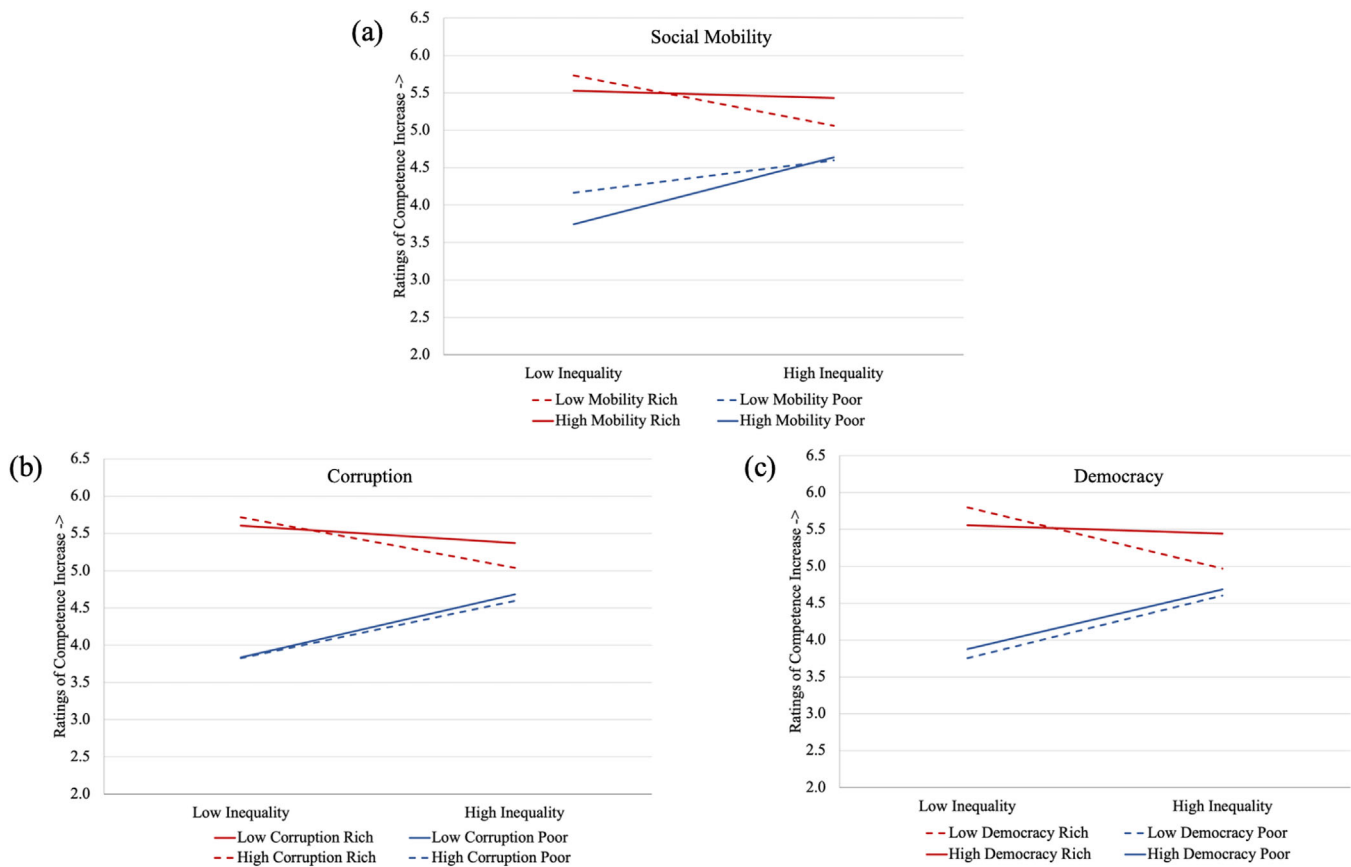 (a)
Social Mobility
Ratings of Competence Increase ->
6.5
6.0
5.5
5.0
4.5
4.0
3.5
3.0
2.5
2.0
Low Inequality High Inequality
Low Mobility Rich Low Mobility Poor
High Mobility Rich High Mobility Poor
(b)
Corruption
Ratings of Competence Increase ->
6.5
6.0
5.5
5.0
4.5
4.0
3.5
3.0
2.5
2.0
Low Inequality High Inequality
Low Corruption Rich Low Corruption Poor
High Corruption Rich High Corruption Poor
(c)
Democracy
Ratings of Competence Increase ->
6.5
6.0
5.5
5.0
4.5
4.0
3.5
3.0
2.5
2.0
Low Inequality High Inequality
Low Democracy Rich Low Democracy Poor
High Democracy Rich High Democracy Poor